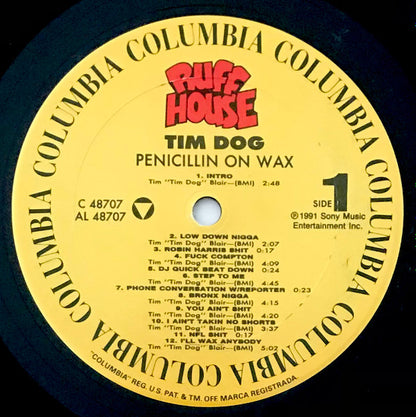 COLUMBIA COLUMBIA COLUMBIA COLUMBIA COLUMBIA COLUMBIA
RUFF
HOUSE
TIM DOG
PENICILLIN ON WAX
1. INTRO
Tim "Tim Dog" Blair—(BMI) 2:48
C 48707
AL 48707
SIDE 1
℗1991 Sony Music
Entertainment Inc.
2. LOW DOWN NIGGA
Tim "Tim Dog" Blair—(BMI) 2:07
3. ROBIN HARRIS SHIT 0:17
4. FUCK COMPTON
Tim "Tim Dog" Blair—(BMI) 4:20
5. DJ QUICK BEAT DOWN 0:24
6. STEP TO ME
Tim "Tim Dog" Blair—(BMI) 4:45
7. PHONE CONVERSATION W/REPORTER 0:23
8. BRONX NIGGA
Tim "Tim Dog" Blair—(BMI) 4:15
9. YOU AIN'T SHIT
Tim "Tim Dog" Blair—(BMI) 4:20
10. I AIN'T TAKIN NO SHORTS
Tim "Tim Dog" Blair—(BMI) 3:37
11. NFL SHIT 0:17
12. I'LL WAX ANYBODY
Tim "Tim Dog" Blair—(BMI) 5:02
"COLUMBIA" REG. U.S. PAT. & TM. OFF. MARCA REGISTRADA.